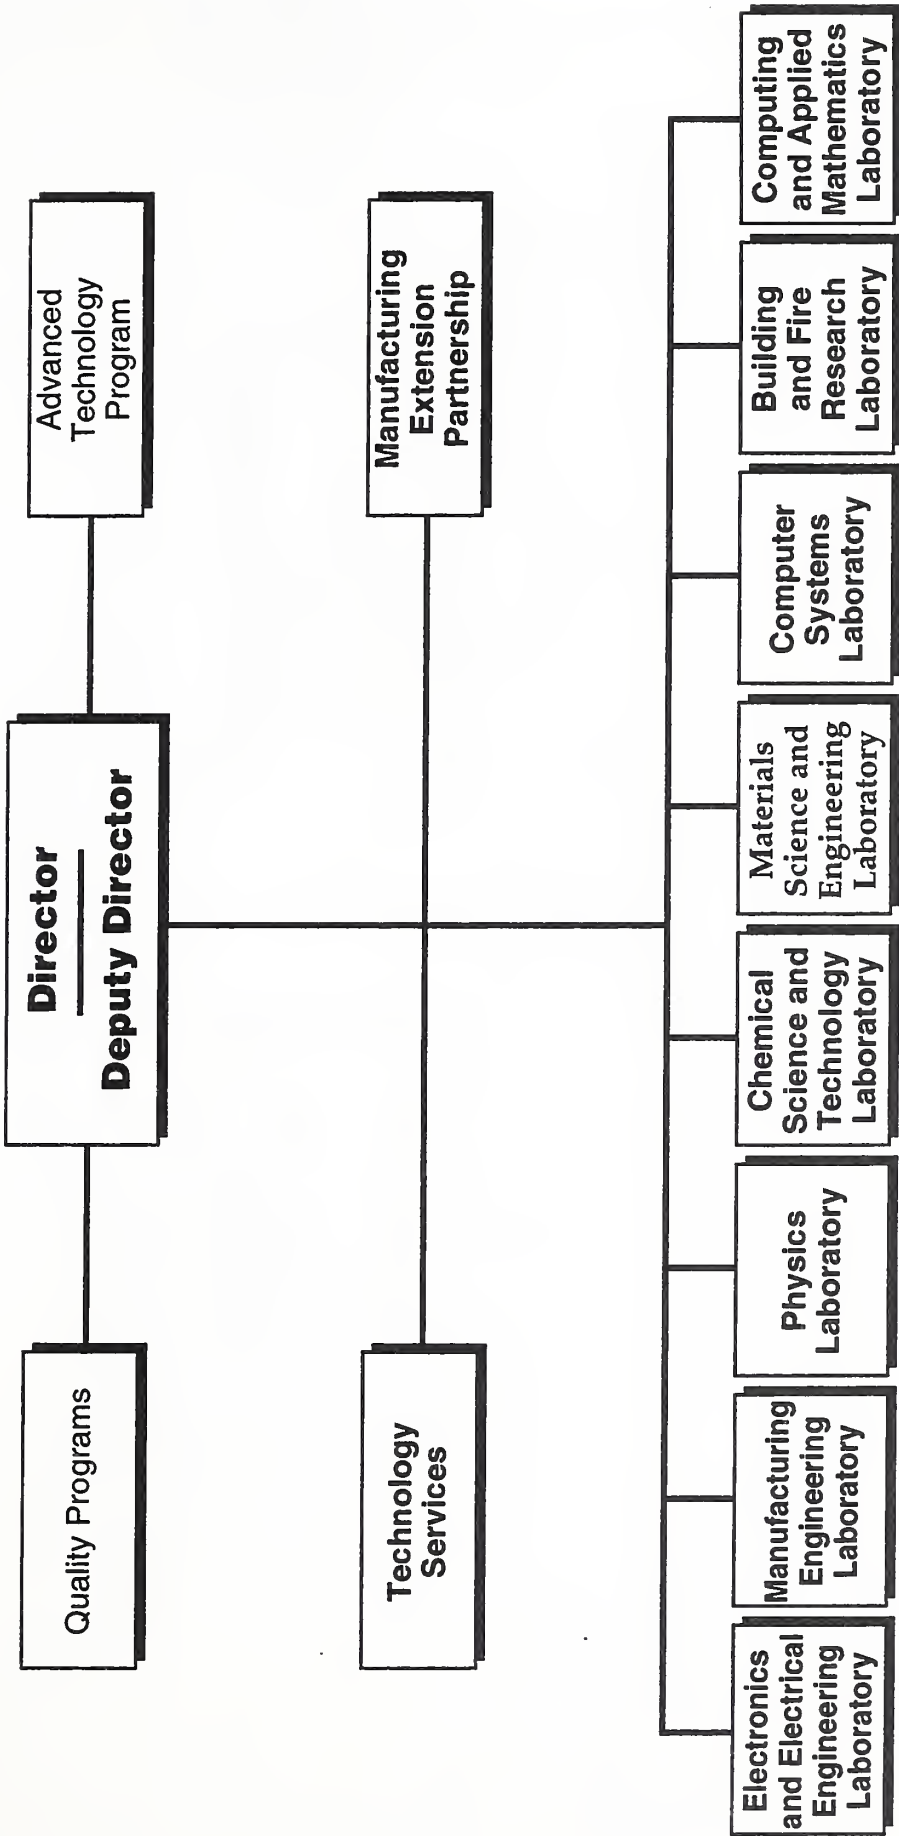 Director
Deputy Director
Quality Programs
Advanced
Technology
Program
Technology
Services
Manufacturing
Extension
Partnership
Electronics
and Electrical
Engineering
Laboratory
Manufacturing
Engineering
Laboratory
Physics
Laboratory
Chemical
Science and
Technology
Laboratory
Materials
Science and
Engineering
Laboratory
Computer
Systems
Laboratory
Building
and Fire
Research
Laboratory
Computing
and Applied
Mathematics
Laboratory